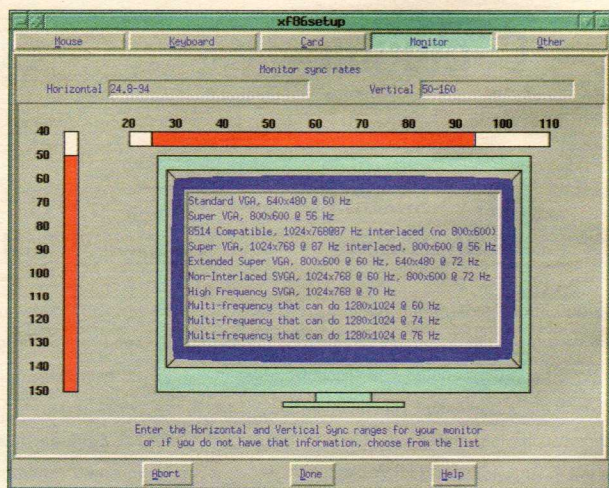 xf86setup
Mouse Keyboard Card Monitor Other
Monitor sync rates
Horizontal 24.8-94 Vertical 50-160
20 30 40 50 60 70 80 90 100 110
40
50
60
70
80
90
100
110
120
130
140
150
Standard VGA, 640x480 @ 60 Hz
Super VGA, 800x600 @ 56 Hz
8514 Compatible, 1024x768@87 Hz interlaced (no 800x600)
Super VGA, 1024x768 @ 87 Hz interlaced, 800x600 @ 56 Hz
Extended Super VGA, 800x600 @ 60 Hz, 640x480 @ 72 Hz
Non-Interlaced SVGA, 1024x768 @ 60 Hz, 800x600 @ 72 Hz
High Frequency SVGA, 1024x768 @ 70 Hz
Multi-frequency that can do 1280x1024 @ 60 Hz
Multi-frequency that can do 1280x1024 @ 74 Hz
Multi-frequency that can do 1280x1024 @ 76 Hz
Enter the Horizontal and Vertical Sync ranges for your monitor
or if you do not have that information, choose from the list
Abort Done Help